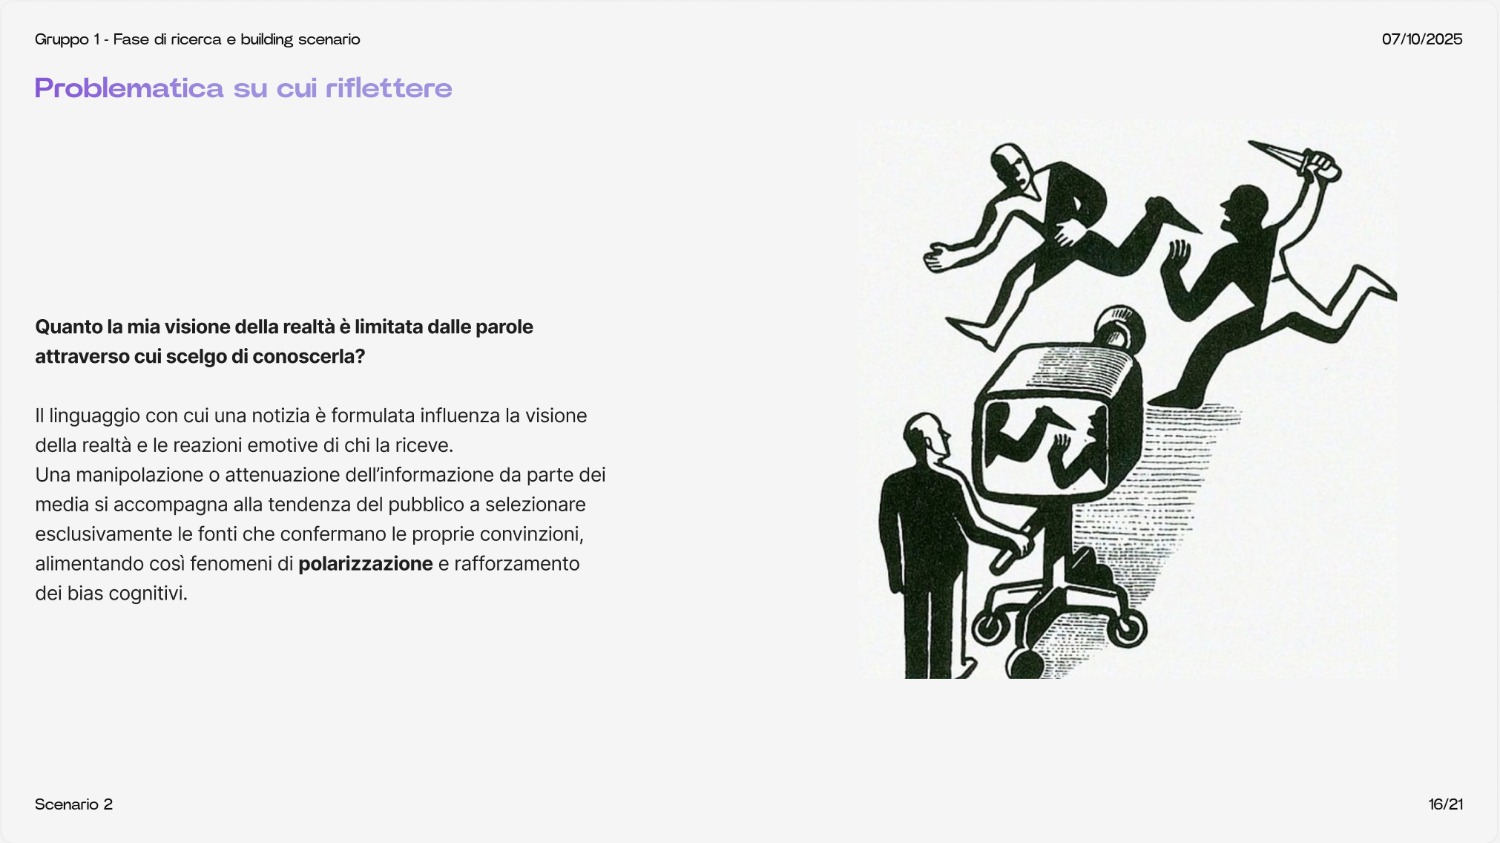 Gruppo 1 - Fase di ricerca e building scenario
07/10/2025
Problematica su cui riflettere
Quanto la mia visione della realtà è limitata dalle parole
attraverso cui scelgo di conoscerla?
Il linguaggio con cui una notizia è formulata influenza la visione
della realtà e le reazioni emotive di chi la riceve.
Una manipolazione o attenuazione dell'informazione da parte dei
media si accompagna alla tendenza del pubblico a selezionare
esclusivamente le fonti che confermano le proprie convinzioni,
alimentando così fenomeni di polarizzazione e rafforzamento
dei bias cognitivi.
Scenario 2
16/21